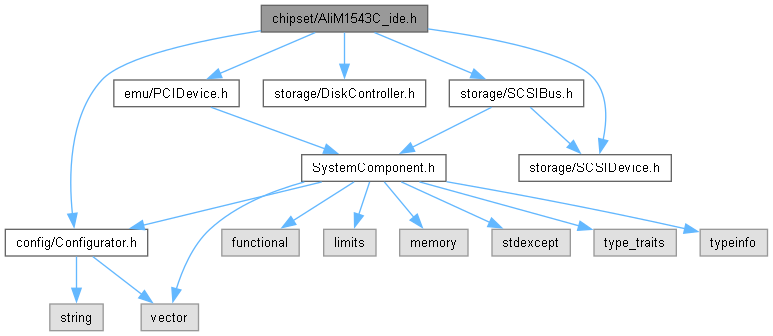 chipset/AliM1543C_ide.h
emu/PCIDevice.h
storage/DiskController.h
storage/SCSIBus.h
SystemComponent.h
storage/SCSIDevice.h
config/Configurator.h
functional
limits
memory
stdexcept
type_traits
typeinfo
string
vector